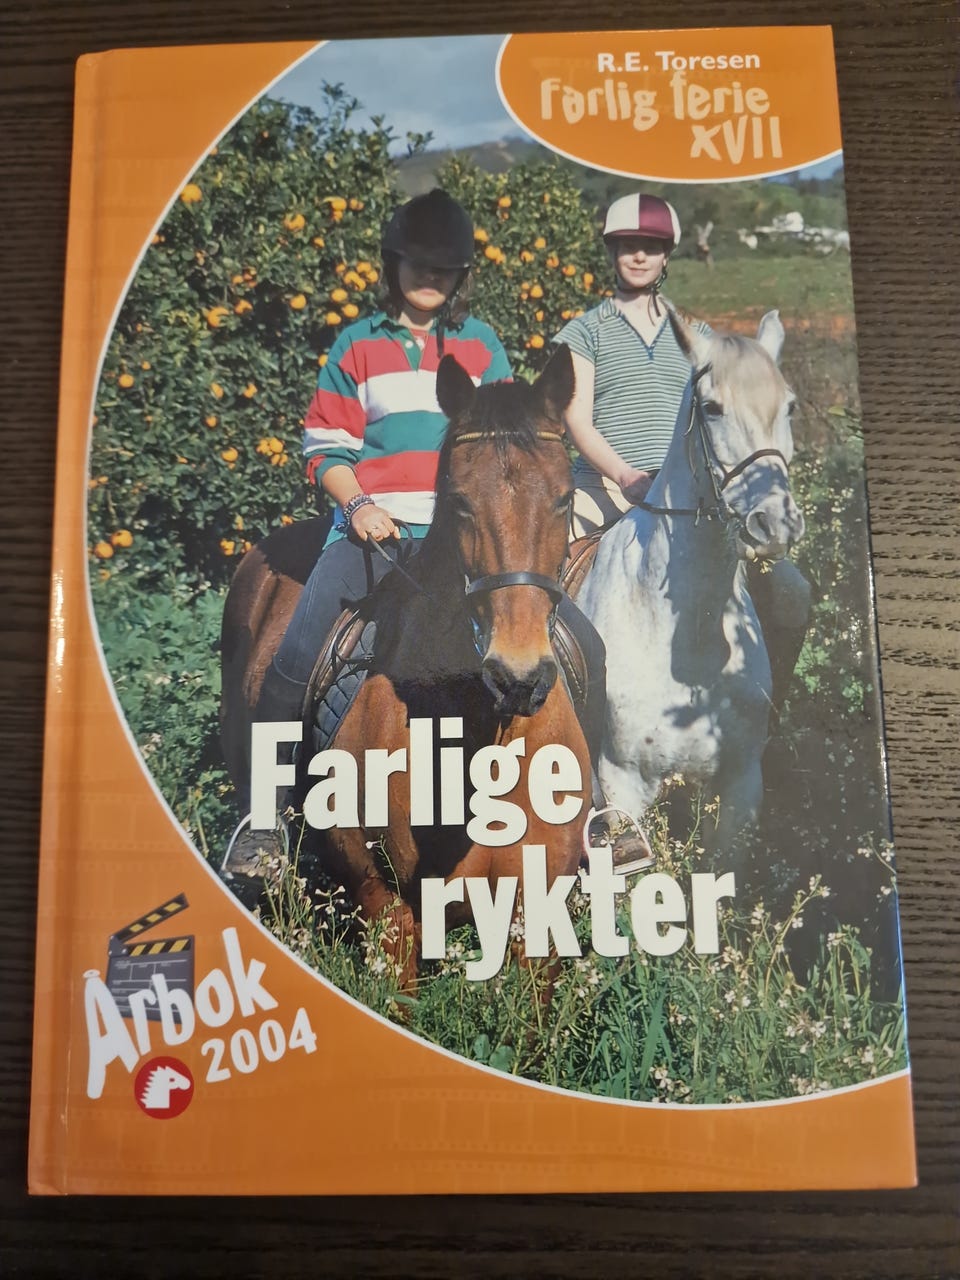 R.E. Toresen
farlig ferie
XVII
Farlige
rykter
Årbok
2004